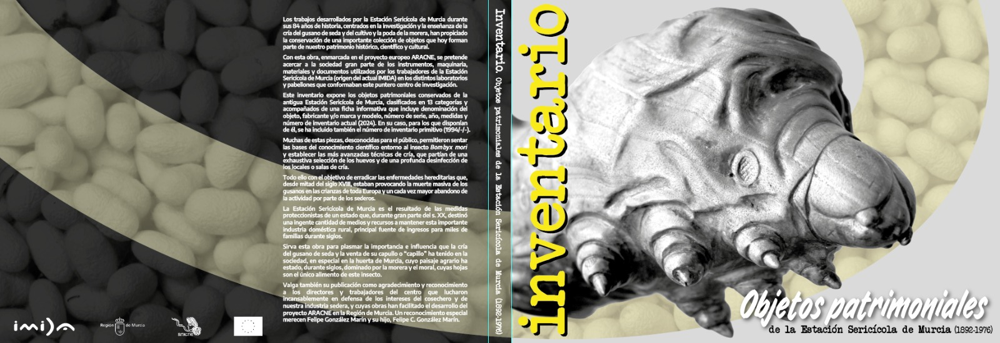 Los trabajos desarrollados por la Estación Sericícola de Murcia durante
sus 84 años de historia, centrados en la investigación y la enseñanza de la
cría del gusano de seda y del cultivo y la poda de la morera, han propiciado
la conservación de una importante colección de objetos que hoy forman
parte de nuestro patrimonio histórico, científico y cultural.
Con esta obra, enmarcada en el proyecto europeo ARACNE, se pretende
acercar a la sociedad gran parte de los instrumentos, maquinaria,
materiales y documentos utilizados por los trabajadores de la Estación
Sericícola de Murcia (origen del actual IMIDA) en los distintos laboratorios
y pabellones que conformaban este puntero centro de investigación.
Este inventario expone los objetos patrimoniales conservados de la
antigua Estación Sericícola de Murcia, clasificados en 13 categorías y
acompañados de una ficha informativa que incluye denominación del
objeto, fabricante y/o marca y modelo, número de serie, año, medidas y
número de inventario actual (2024). En su caso, para los que disponían
de él, se ha incluido también el número de inventario primitivo (1994/-/-).
Muchas de estas piezas, desconocidas para el público, permitieron sentar
las bases del conocimiento científico entorno al insecto Bombyx mori
y establecer las más avanzadas técnicas de cría, que partían de una
exhaustiva selección de los huevos y de una profunda desinfección de
los locales o salas de cría.
Todo ello con el objetivo de erradicar las enfermedades hereditarias que,
desde mitad del siglo XVIII, estaban provocando la muerte masiva de los
gusanos en las crianzas de toda Europa y un cada vez mayor abandono de
la actividad por parte de los sederos.
La Estación Sericícola de Murcia es el resultado de las medidas
proteccionistas de un estado que, durante gran parte del s. XX, destinó
una ingente cantidad de medios y recursos a mantener esta importante
industria doméstica rural, principal fuente de ingresos para miles de
familias durante siglos.
Sirva esta obra para plasmar la importancia e influencia que la cría
del gusano de seda y la venta de su capullo o “capillo” ha tenido en la
sociedad, en especial en la huerta de Murcia, cuyo paisaje agrario ha
estado, durante siglos, dominado por la morera y el moral, cuyas hojas
son el único alimento de este insecto.
Valga también su publicación como agradecimiento y reconocimiento
a los directores y trabajadores del centro que lucharon
incansablemente en defensa de los intereses del cosechero y de
nuestra industria sedera, y cuyas obras han facilitado el desarrollo del
proyecto ARACNE en la Región de Murcia. Un reconocimiento especial
merecen Felipe González Marín y su hijo, Felipe C. González Marín.
imida
Región de Murcia
aracne
Inventario. Objetos patrimoniales de la Estación Sericícola de Murcia (1892-1976)
inventario
Objetos patrimoniales
de la Estación Sericícola de Murcia (1892-1976)